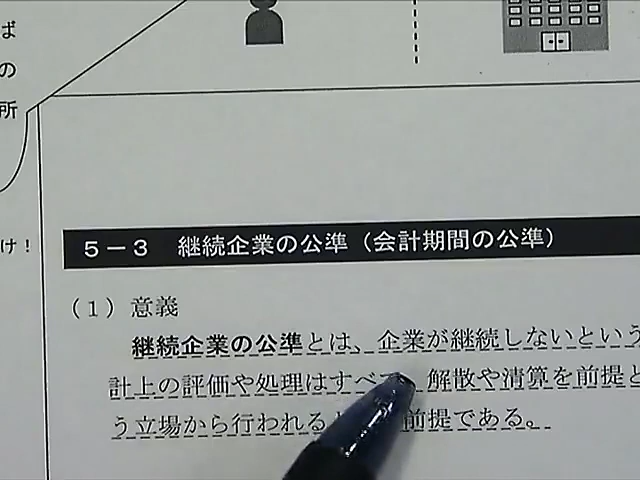 ば
の
所
け！
5－3 継続企業の公準（会計期間の公準）
（1）意義
継続企業の公準とは、企業が継続しないという
計上の評価や処理はすべて 解散や清算を前提と
う立場から行われると 前提である。